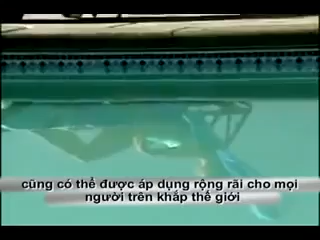 cũng có thể được áp dụng rộng rãi cho mọi
người trên khắp thế giới